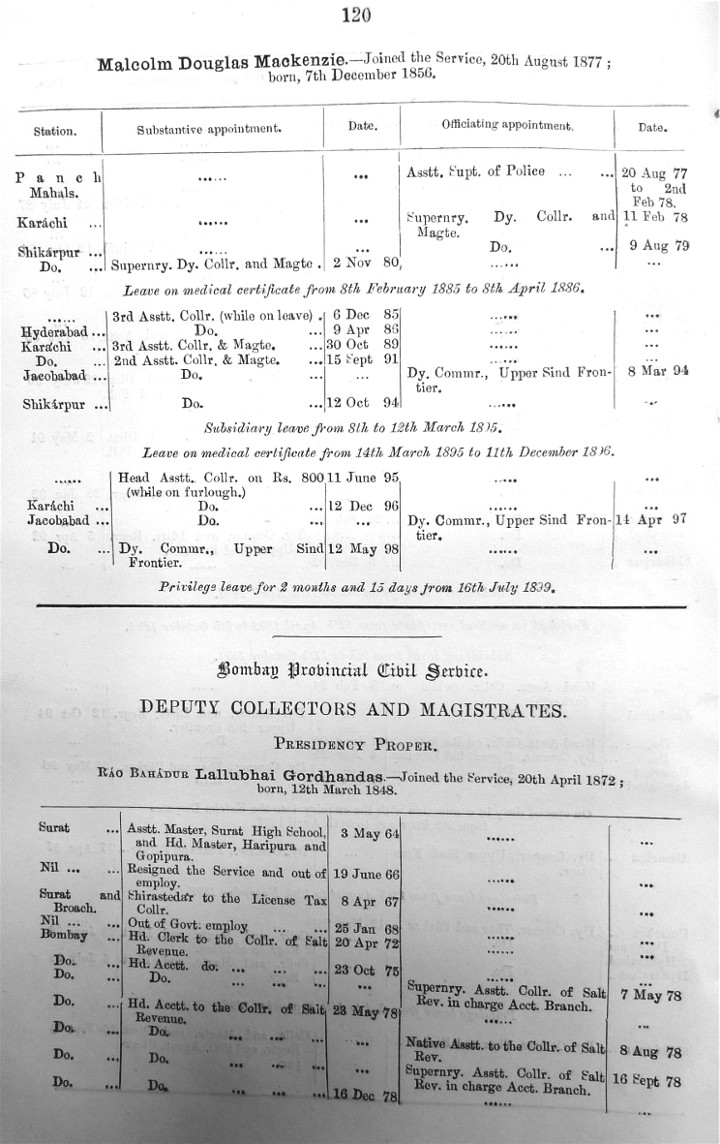 120
Malcolm Douglas Mackenzie.—Joined the Service, 20th August 1877 ;
born, 7th December 1856.
Station. Substantive appointment. Date. Officiating appointment. Date.
Panch ...... ... Asstt. Supt. of Police ... ... 20 Aug 77
Mahals. to 2nd
Feb 78.
Karáchi ... ...... ... Supernry. Dy. Collr. and 11 Feb 78
Magte.
Shikárpur ... ...... ... Do. ... 9 Aug 79
Do. ... Supernry. Dy. Collr. and Magte . 2 Nov 80 ...... ...
Leave on medical certificate from 8th February 1885 to 8th April 1886.
...... 3rd Asstt. Collr. (while on leave) . 6 Dec 85 ...... ...
Hyderabad ... Do. ... 9 Apr 86 ...... ...
Karáchi ... 3rd Asstt. Collr. & Magte. ... 30 Oct 89 ...... ...
Do. ... 2nd Asstt. Collr. & Magte. ... 15 Sept 91 ...... ...
Jacobabad ... Do. ... ... Dy. Commr., Upper Sind Fron- 8 Mar 94
tier.
Shikárpur ... Do. ... 12 Oct 94 ...... ...
Subsidiary leave from 8th to 12th March 1895.
Leave on medical certificate from 14th March 1895 to 11th December 1896.
...... Head Asstt. Collr. on Rs. 800 11 June 95 ...... ...
(while on furlough.)
Karáchi ... Do. ... 12 Dec 96 ...... ...
Jacobabad ... Do. ... ... Dy. Commr., Upper Sind Fron- 14 Apr 97
tier.
Do. ... Dy. Commr., Upper Sind 12 May 98 ...... ...
Frontier.
Privilege leave for 2 months and 15 days from 16th July 1899.
Bombay Provincial Civil Service.
DEPUTY COLLECTORS AND MAGISTRATES.
PRESIDENCY PROPER.
RÁO BAHÁDUR Lallubhai Gordhandas.—Joined the Service, 20th April 1872 ;
born, 12th March 1848.
Surat ... Asstt. Master, Surat High School, 3 May 64 ...... ...
and Hd. Master, Haripura and
Gopipura.
Nil ... ... Resigned the Service and out of 19 June 66 ...... ...
employ.
Surat and Shirastedár to the License Tax 8 Apr 67 ...... ...
Broach. Collr.
Nil ... ... Out of Govt. employ ... ... 25 Jan 68 ...... ...
Bombay ... Hd. Clerk to the Collr. of Salt 20 Apr 72 ...... ...
Revenue.
Do. ... Hd. Acctt. do. ... ... ... 23 Oct 75 ...... ...
Do. ... Do. ... ... ... ... Supernry. Asstt. Collr. of Salt 7 May 78
Rev. in charge Acct. Branch.
Do. ... Hd. Acctt. to the Collr. of Salt 23 May 78 ...... ...
Revenue.
Do. ... Do. ... ... ... ... Native Asstt. to the Collr. of Salt 8 Aug 78
Rev.
Do. ... Do. ... ... ... ... Supernry. Asstt. Collr. of Salt 16 Sept 78
Rev. in charge Acct. Branch.
Do. ... Do. ... ... ... 16 Dec 78 ...... ...